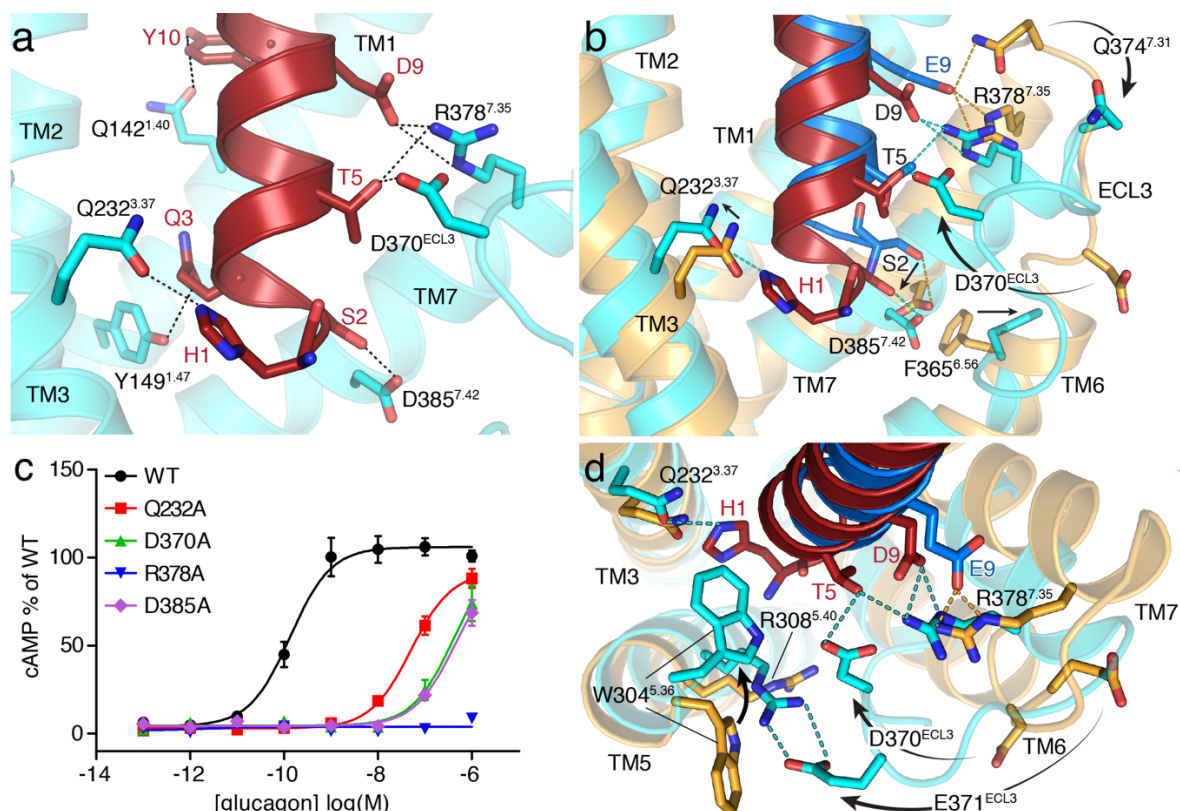 a
Y10
TM1
D9
TM2
Q142^1.40
R378^7.35
T5
Q232^3.37
Q3
D370^ECL3
S2
TM7
H1
TM3
Y149^1.47
D385^7.42
b
TM2
E9
Q374^7.31
R378^7.35
D9
TM1
T5
Q232^3.37
ECL3
S2
D370^ECL3
H1
TM3
D385^7.42
F365^6.56
TM7
TM6
c
150
100
50
0
cAMP % of WT
WT
Q232A
D370A
R378A
D385A
-14
-12
-10
-8
-6
[glucagon] log(M)
d
Q232^3.37
H1
D9
E9
TM3
T5
R378^7.35
TM7
R308^5.40
W304^5.36
D370^ECL3
TM6
TM5
E371^ECL3